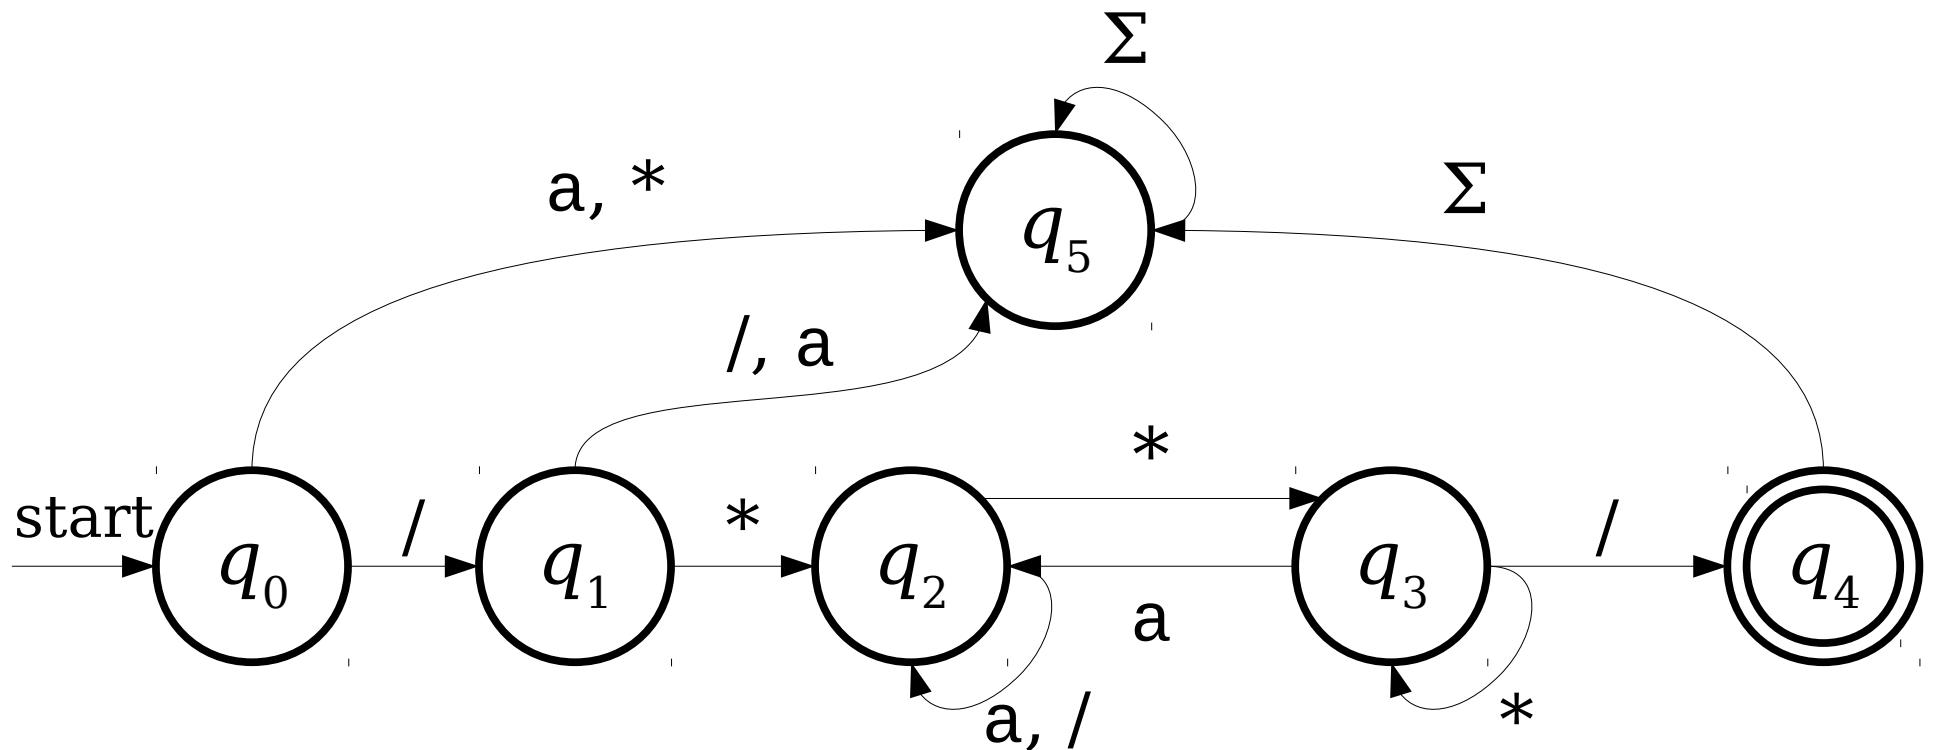 Σ
a, *
Σ
q5
/, a
*
start
/
*
/
q0
q1
q2
q3
q4
a
a, /
*